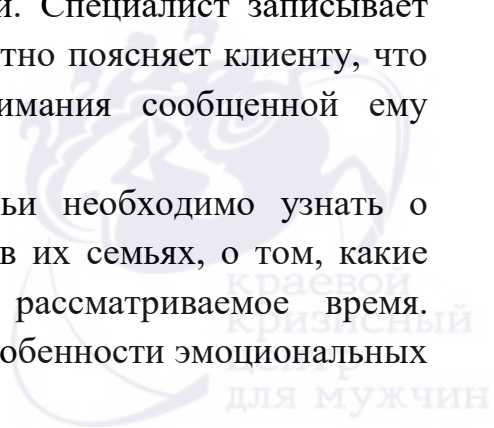 и. Специалист записывает
тно поясняет клиенту, что
имания сообщенной ему
ьи необходимо узнать о
в их семьях, о том, какие
рассматриваемое время.
обенности эмоциональных
краевой
кризисный
центр
для мужчин